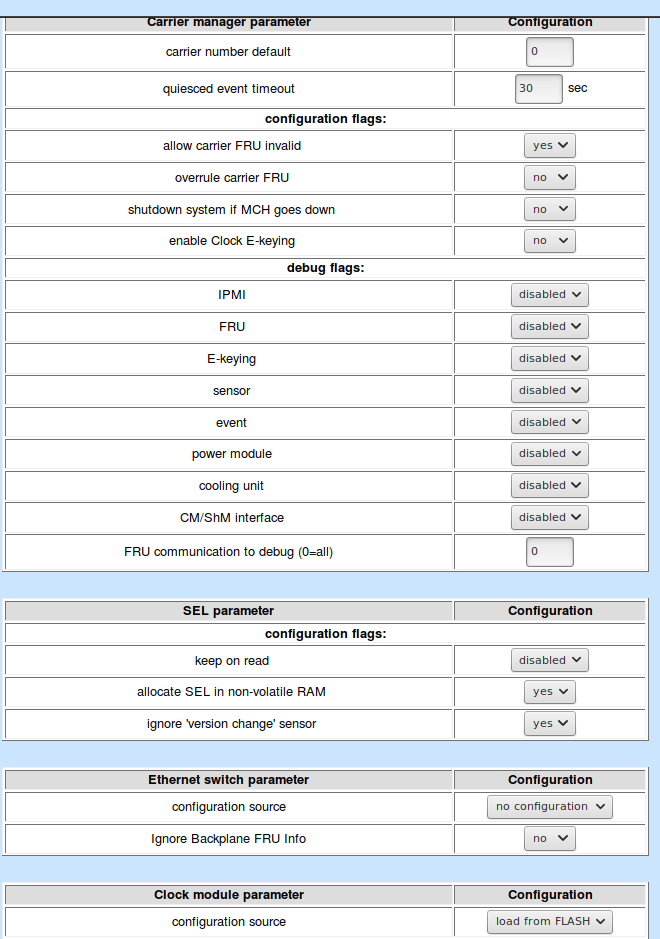 Carrier manager parameter Configuration
carrier number default 0
quiesced event timeout 30 sec
configuration flags:
allow carrier FRU invalid yes
overrule carrier FRU no
shutdown system if MCH goes down no
enable Clock E-keying no
debug flags:
IPMI disabled
FRU disabled
E-keying disabled
sensor disabled
event disabled
power module disabled
cooling unit disabled
CM/ShM interface disabled
FRU communication to debug (0=all) 0
SEL parameter Configuration
configuration flags:
keep on read disabled
allocate SEL in non-volatile RAM yes
ignore 'version change' sensor yes
Ethernet switch parameter Configuration
configuration source no configuration
Ignore Backplane FRU Info no
Clock module parameter Configuration
configuration source load from FLASH